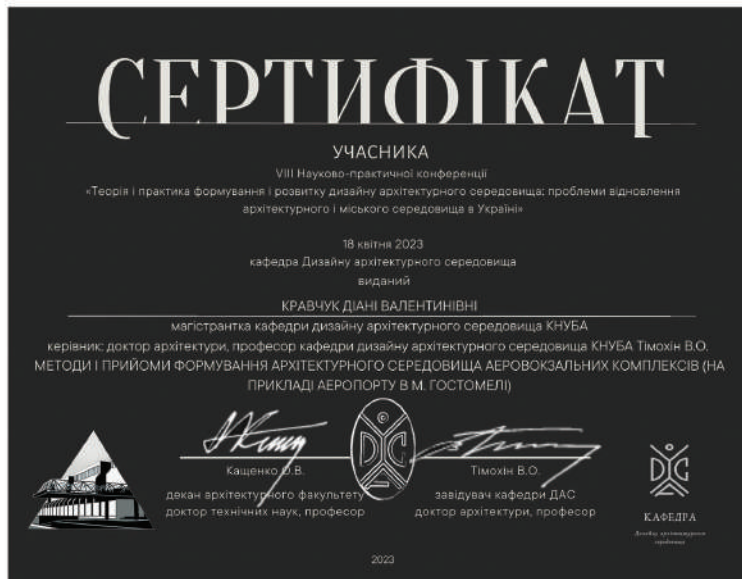 СЕРТИФІКАТ
УЧАСНИКА
VIII Науково-практичної конференції
«Теорія і практика формування і розвитку дизайну архітектурного середовища: проблеми відновлення
архітектурного і міського середовища в Україні»
18 квітня 2023
кафедра Дизайну архітектурного середовища
виданий
КРАВЧУК ДІАНІ ВАЛЕНТИНІВНІ
магістрантка кафедри дизайну архітектурного середовища КНУБА
керівник: доктор архітектури, професор кафедри дизайну архітектурного середовища КНУБА Тімохін В.О.
МЕТОДИ І ПРИЙОМИ ФОРМУВАННЯ АРХІТЕКТУРНОГО СЕРЕДОВИЩА АЕРОВОКЗАЛЬНИХ КОМПЛЕКСІВ (НА
ПРИКЛАДІ АЕРОПОРТУ В М. ГОСТОМЕЛІ)
Кащенко О.В.
декан архітектурного факультету
доктор технічних наук, професор
Тімохін В.О.
завідувач кафедри ДАС
доктор архітектури, професор
КАФЕДРА
Дизайну архітектурного
середовища
2023